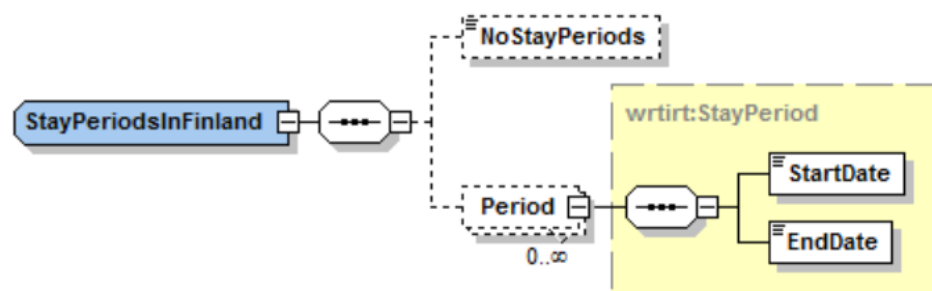 NoStayPeriods
StayPeriodsInFinland
wrtirt:StayPeriod
StartDate
Period
EndDate
0..∞